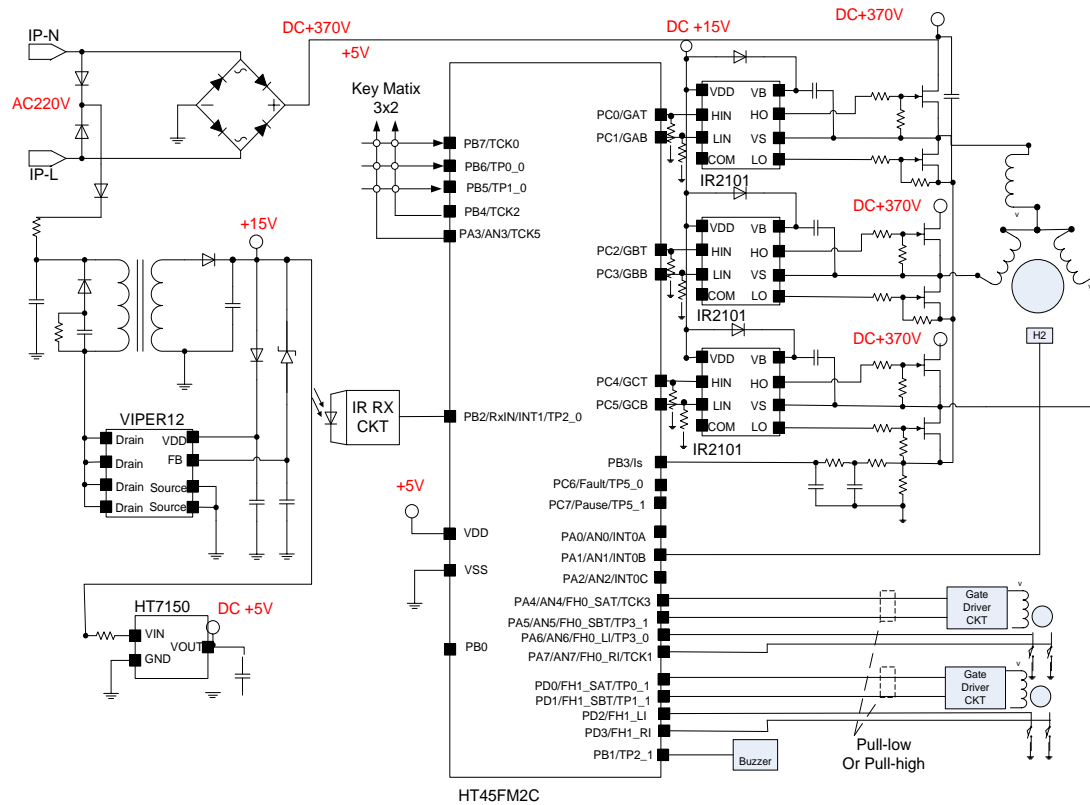 IP-N
AC220V
IP-L
DC+370V
+5V
Key Matix
3x2
+15V
VIPER12
Drain
Drain
Drain
Drain
VDD
FB
Source
Source
HT7150
VIN
GND
VOUT
DC +5V
IR RX
CKT
+5V
PB7/TCK0
PB6/TP0_0
PB5/TP1_0
PB4/TCK2
PA3/AN3/TCK5
PB2/RxIN/INT1/TP2_0
VDD
VSS
PB0
HT45FM2C
PC0/GAT
PC1/GAB
PC2/GBT
PC3/GBB
PC4/GCT
PC5/GCB
PB3/Is
PC6/Fault/TP5_0
PC7/Pause/TP5_1
PA0/AN0/INT0A
PA1/AN1/INT0B
PA2/AN2/INT0C
PA4/AN4/FH0_SAT/TCK3
PA5/AN5/FH0_SBT/TP3_1
PA6/AN6/FH0_LI/TP3_0
PA7/AN7/FH0_RI/TCK1
PD0/FH1_SAT/TP0_1
PD1/FH1_SBT/TP1_1
PD2/FH1_LI
PD3/FH1_RI
PB1/TP2_1
DC +15V
VDD
HIN
LIN
COM
VB
HO
VS
LO
IR2101
VDD
HIN
LIN
COM
VB
HO
VS
LO
IR2101
VDD
HIN
LIN
COM
VB
HO
VS
LO
IR2101
DC+370V
DC+370V
DC+370V
v
v
H2
Gate
Driver
CKT
v
Gate
Driver
CKT
v
Pull-low
Or Pull-high
Buzzer